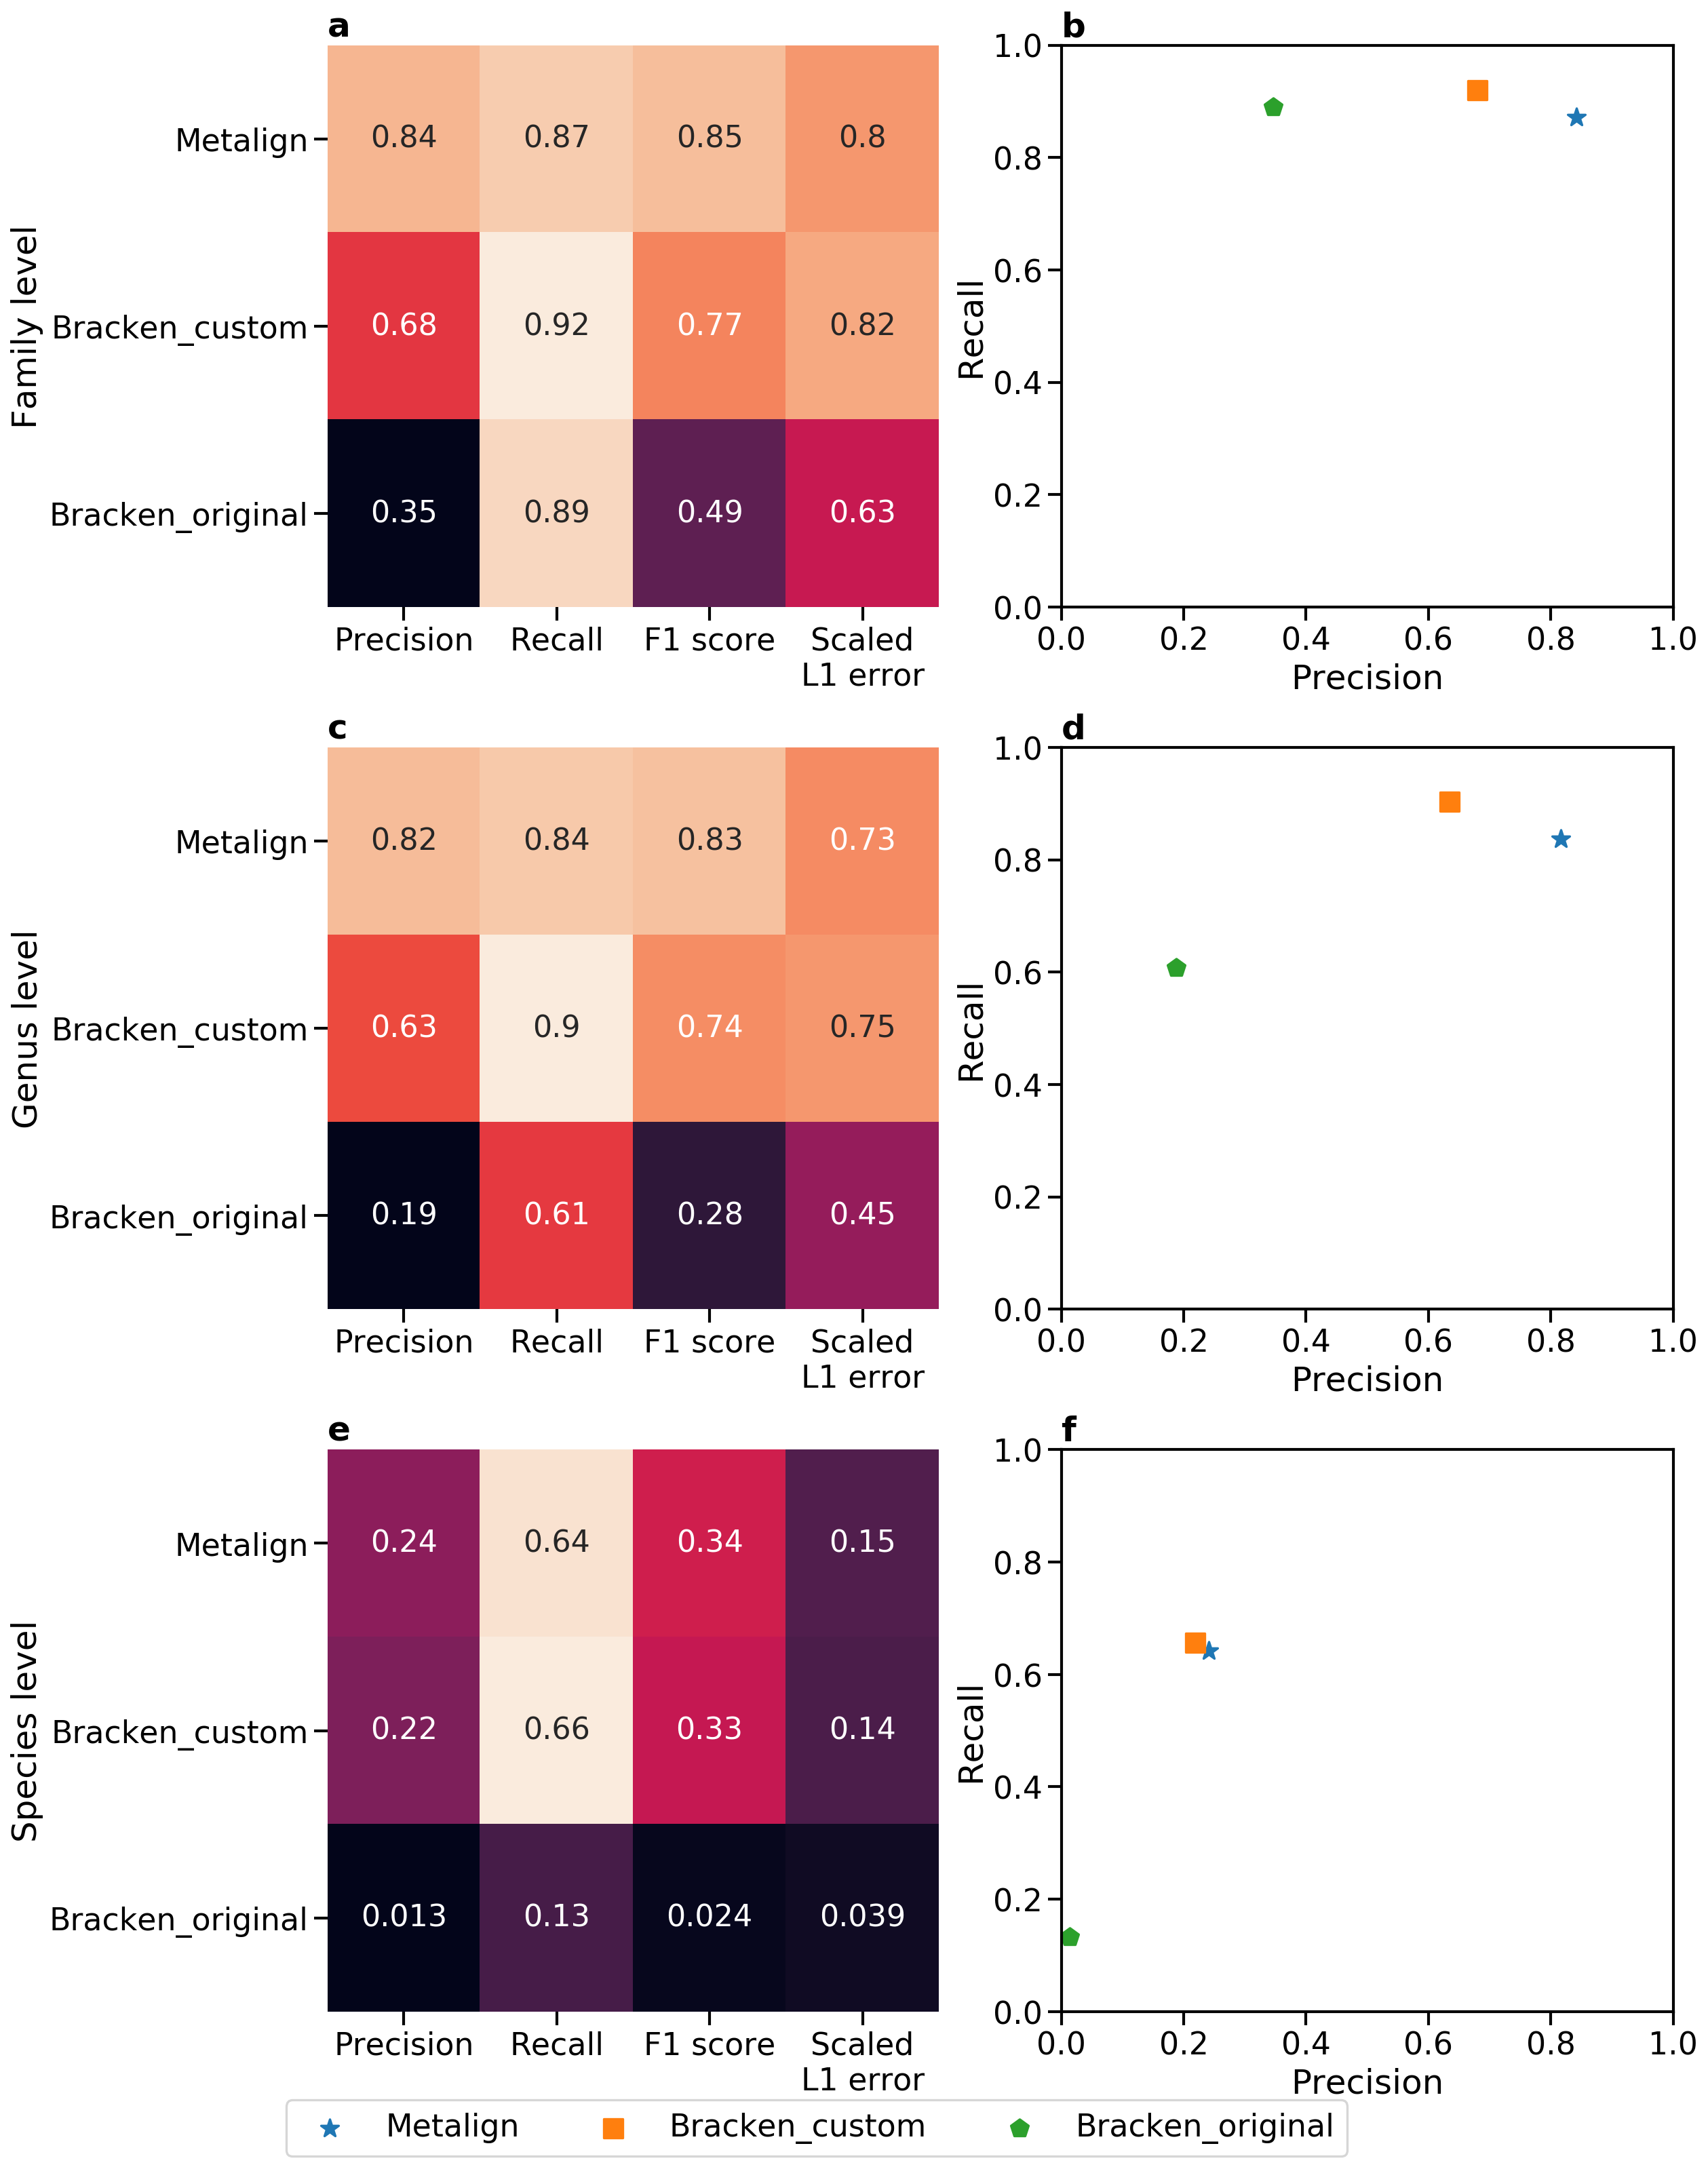 a
Family level
Metalign 0.84 0.87 0.85 0.8
Bracken_custom 0.68 0.92 0.77 0.82
Bracken_original 0.35 0.89 0.49 0.63
Precision Recall F1 score Scaled
L1 error
b
Recall
1.0
0.8
0.6
0.4
0.2
0.0
0.0 0.2 0.4 0.6 0.8 1.0
Precision
c
Genus level
Metalign 0.82 0.84 0.83 0.73
Bracken_custom 0.63 0.9 0.74 0.75
Bracken_original 0.19 0.61 0.28 0.45
Precision Recall F1 score Scaled
L1 error
d
Recall
1.0
0.8
0.6
0.4
0.2
0.0
0.0 0.2 0.4 0.6 0.8 1.0
Precision
e
Species level
Metalign 0.24 0.64 0.34 0.15
Bracken_custom 0.22 0.66 0.33 0.14
Bracken_original 0.013 0.13 0.024 0.039
Precision Recall F1 score Scaled
L1 error
f
Recall
1.0
0.8
0.6
0.4
0.2
0.0
0.0 0.2 0.4 0.6 0.8 1.0
Precision
Metalign Bracken_custom Bracken_original